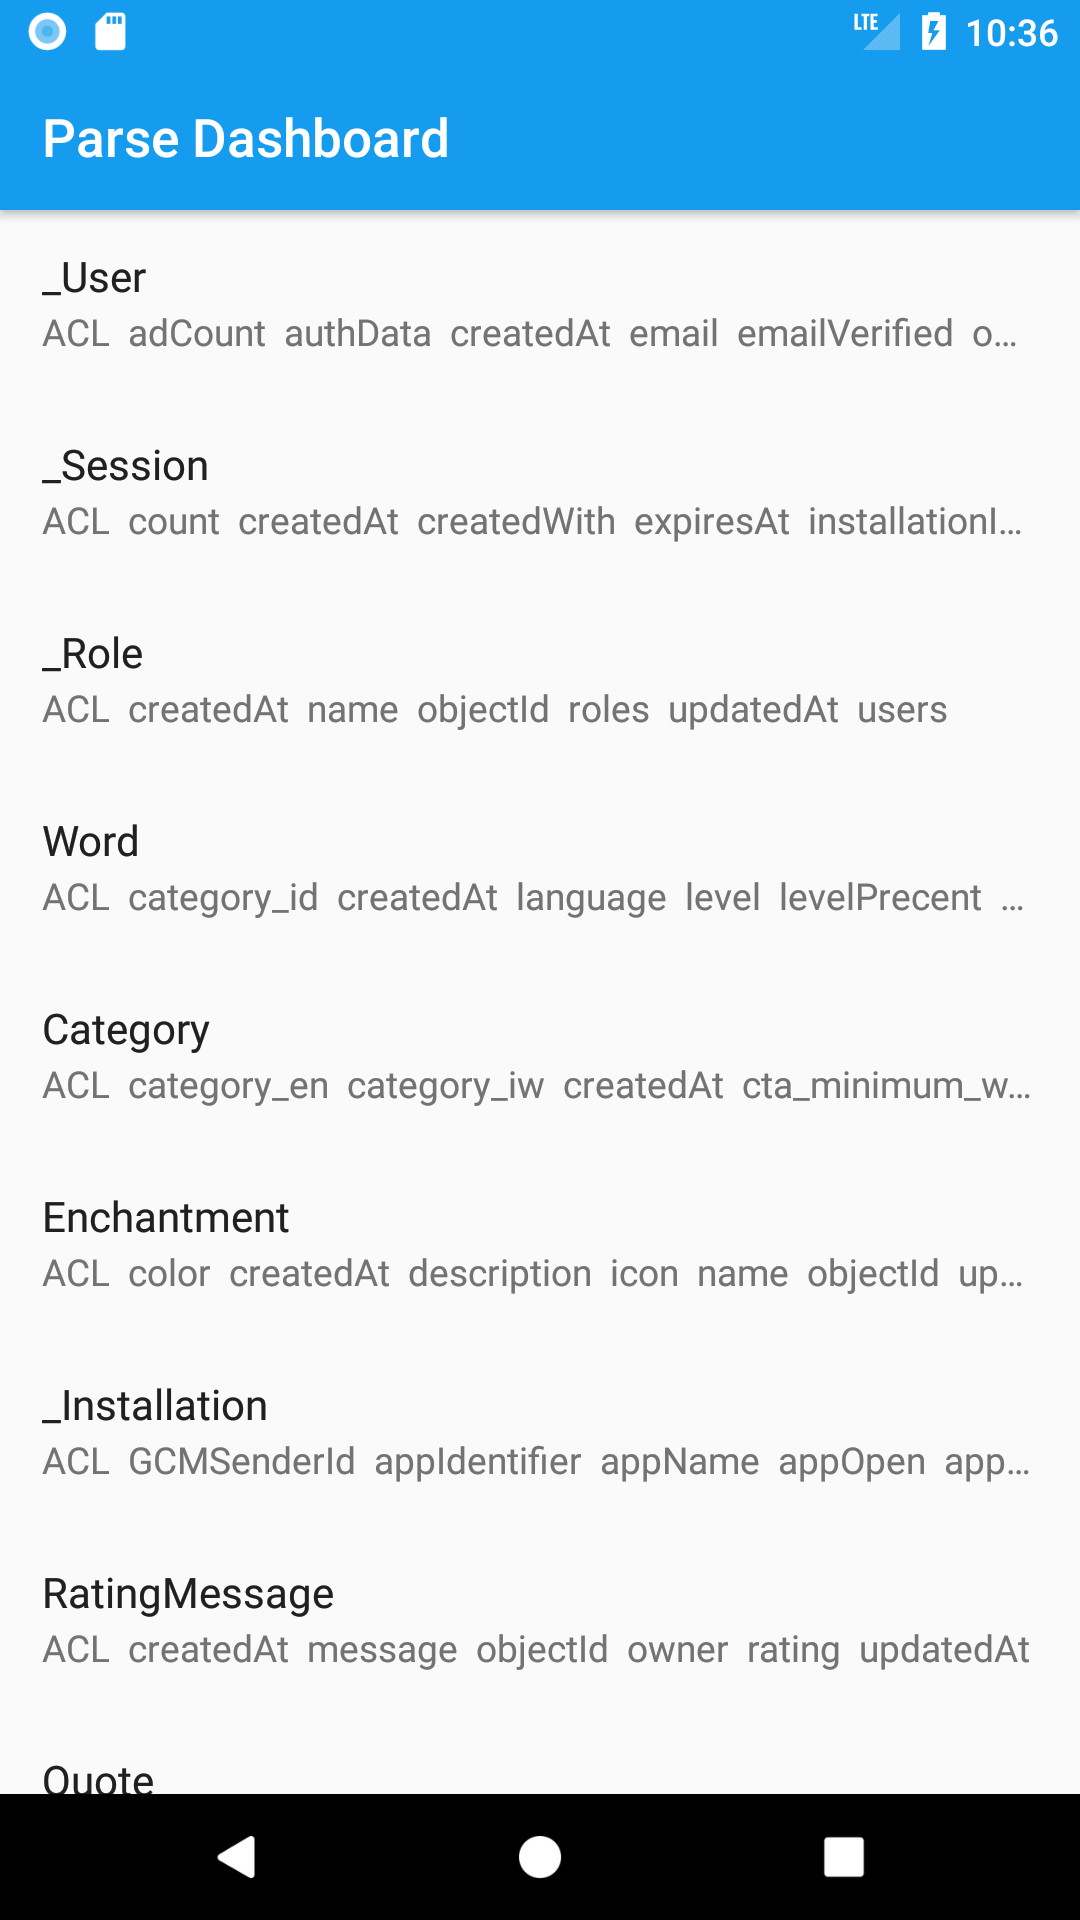 LTE 10:36
Parse Dashboard
_User
ACL adCount authData createdAt email emailVerified o...
_Session
ACL count createdAt createdWith expiresAt installationI...
_Role
ACL createdAt name objectId roles updatedAt users
Word
ACL category_id createdAt language level levelPrecent ...
Category
ACL category_en category_iw createdAt cta_minimum_w...
Enchantment
ACL color createdAt description icon name objectId up...
_Installation
ACL GCMSenderId appIdentifier appName appOpen app...
RatingMessage
ACL createdAt message objectId owner rating updatedAt
Quote